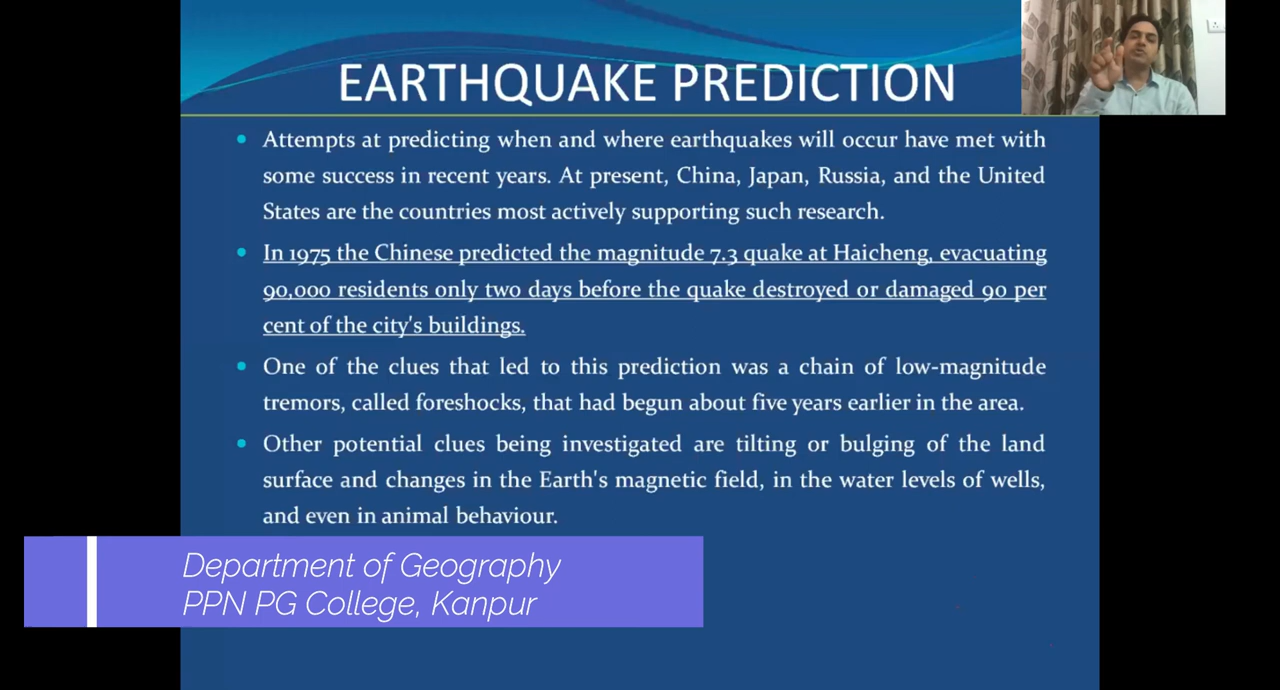 EARTHQUAKE PREDICTION
• Attempts at predicting when and where earthquakes will occur have met with
some success in recent years. At present, China, Japan, Russia, and the United
States are the countries most actively supporting such research.
• In 1975 the Chinese predicted the magnitude 7.3 quake at Haicheng, evacuating
90,000 residents only two days before the quake destroyed or damaged 90 per
cent of the city's buildings.
• One of the clues that led to this prediction was a chain of low-magnitude
tremors, called foreshocks, that had begun about five years earlier in the area.
• Other potential clues being investigated are tilting or bulging of the land
surface and changes in the Earth's magnetic field, in the water levels of wells,
and even in animal behaviour.
Department of Geography
PPN PG College, Kanpur